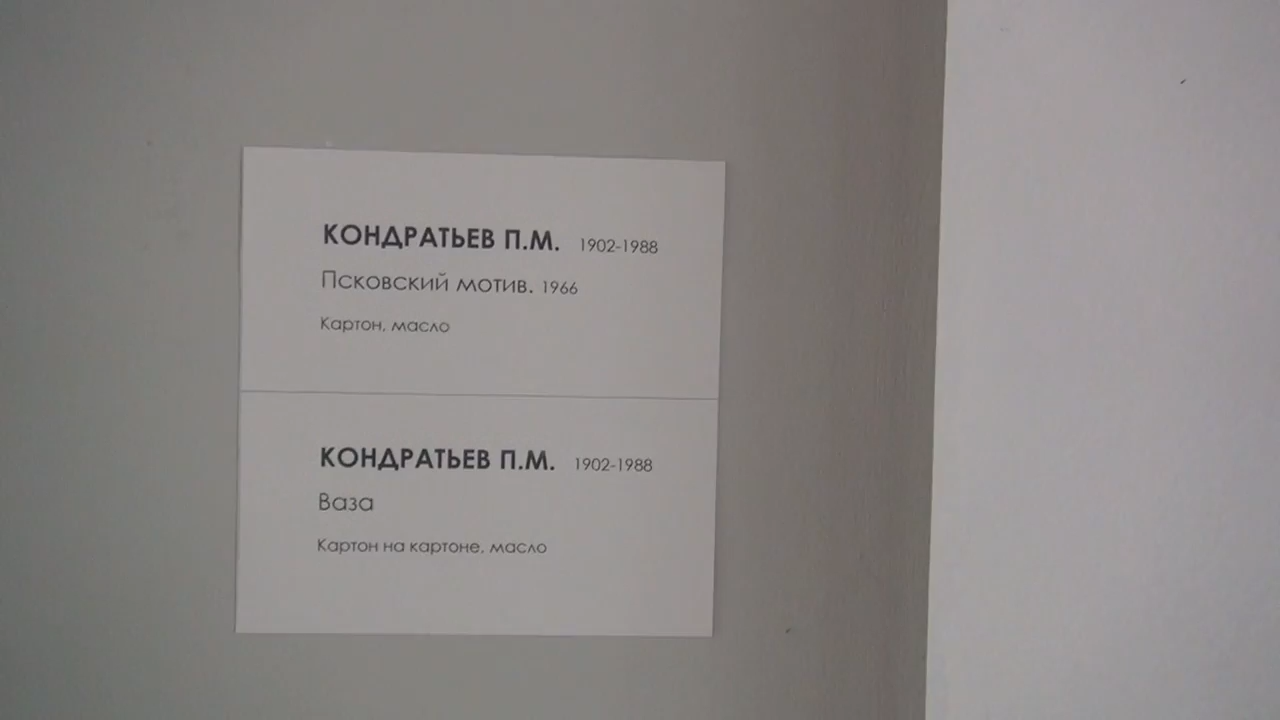 КОНДРАТЬЕВ П.М. 1902-1988
Псковский мотив. 1966
Картон, масло
КОНДРАТЬЕВ П.М. 1902-1988
Ваза
Картон на картоне, масло